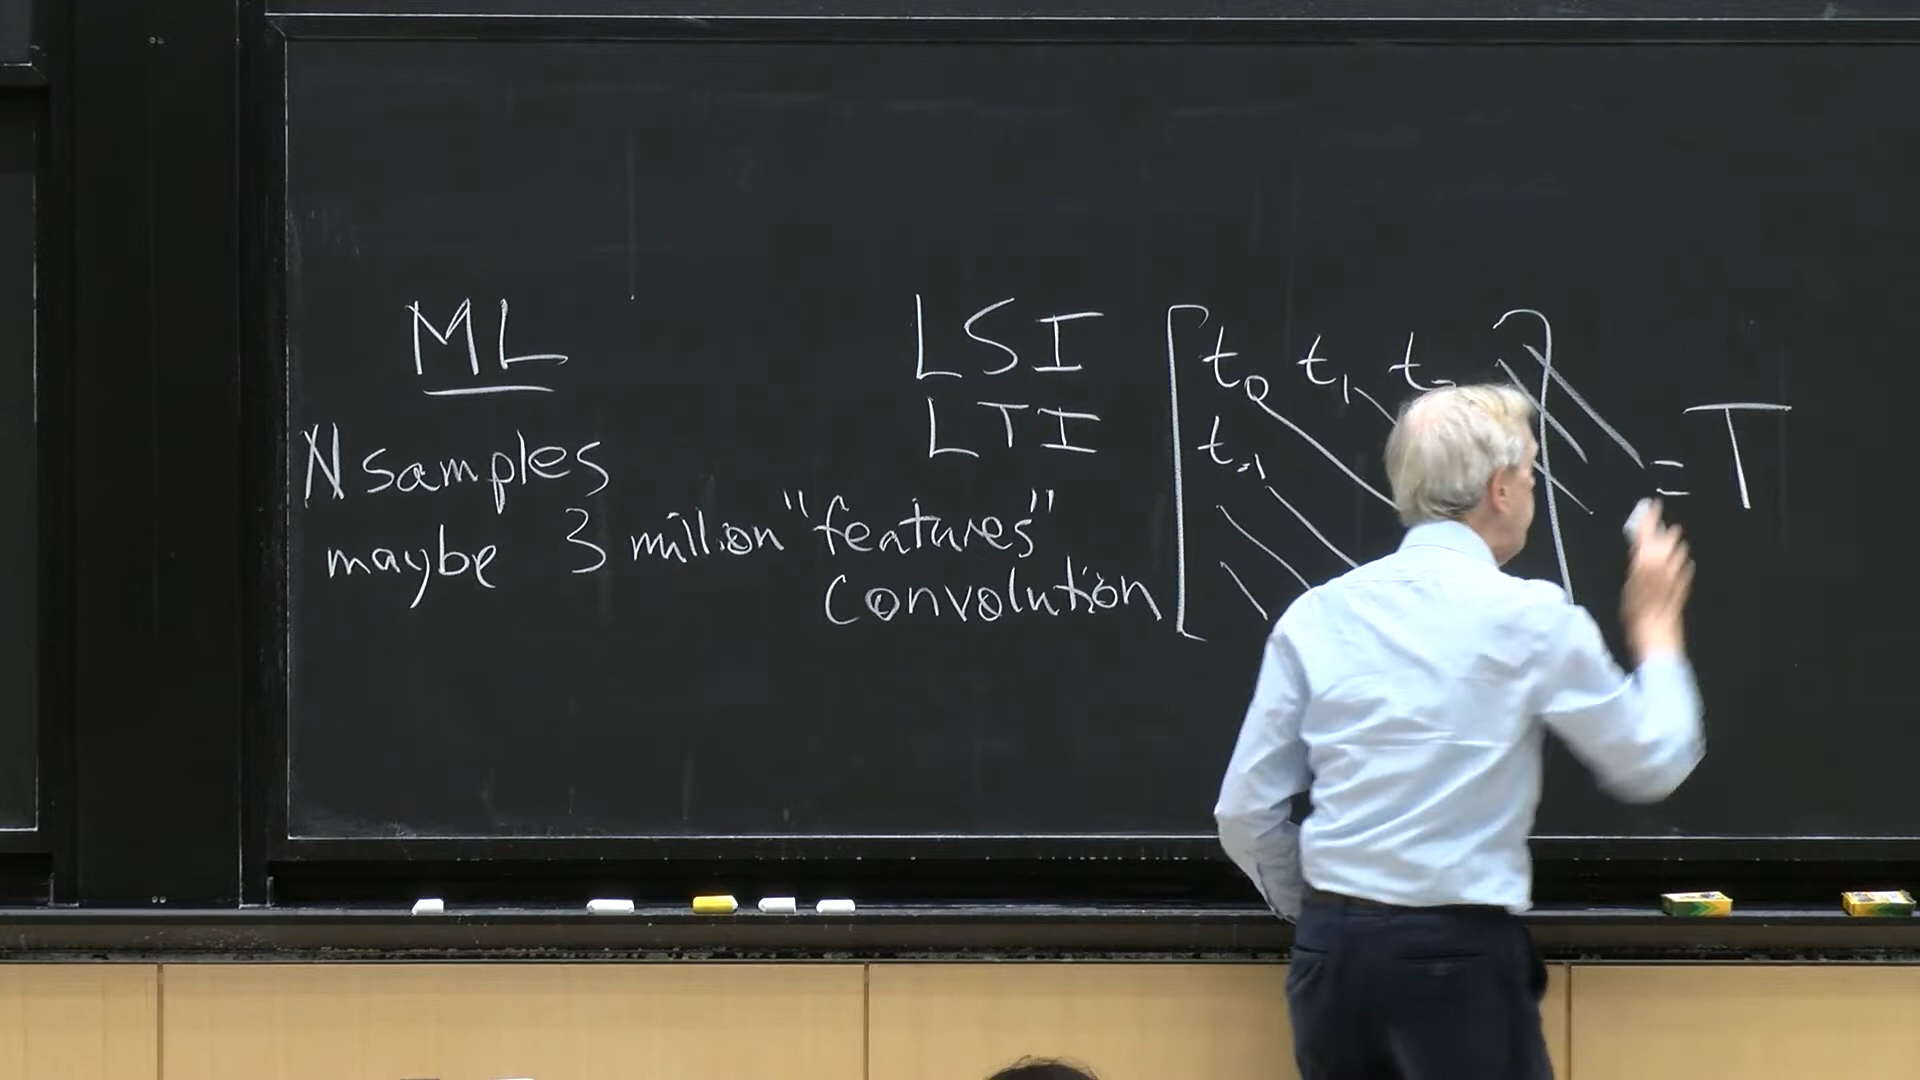 ML
N samples
maybe 3 million "features"
LSI
LTI
Convolution
t0 t1 t
t-1
= T